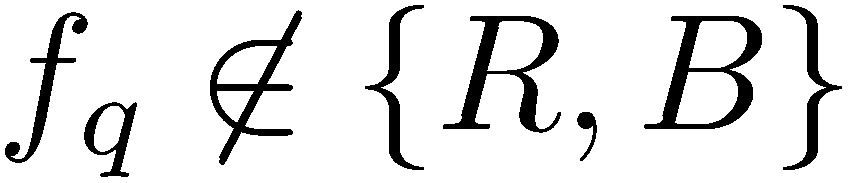 f_q ∉ {R, B}